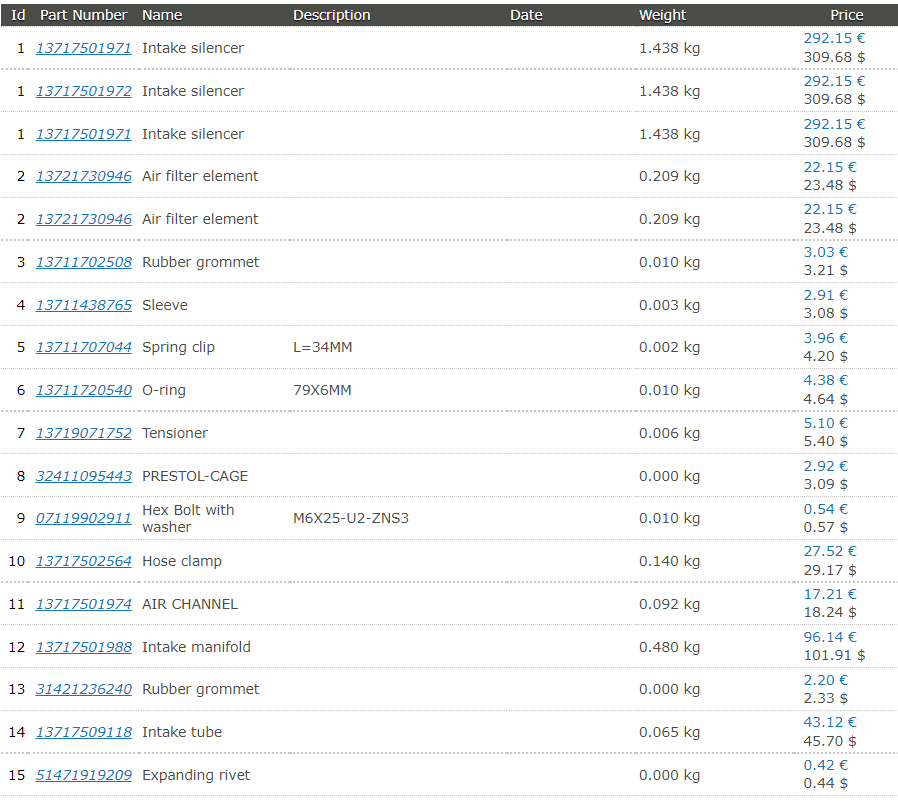 Id Part Number Name Description Date Weight Price
1 13717501971 Intake silencer 1.438 kg 292.15 €
309.68 $
1 13717501972 Intake silencer 1.438 kg 292.15 €
309.68 $
1 13717501971 Intake silencer 1.438 kg 292.15 €
309.68 $
2 13721730946 Air filter element 0.209 kg 22.15 €
23.48 $
2 13721730946 Air filter element 0.209 kg 22.15 €
23.48 $
3 13711702508 Rubber grommet 0.010 kg 3.03 €
3.21 $
4 13711438765 Sleeve 0.003 kg 2.91 €
3.08 $
5 13711707044 Spring clip L=34MM 0.002 kg 3.96 €
4.20 $
6 13711720540 O-ring 79X6MM 0.010 kg 4.38 €
4.64 $
7 13719071752 Tensioner 0.006 kg 5.10 €
5.40 $
8 32411095443 PRESTOL-CAGE 0.000 kg 2.92 €
3.09 $
9 07119902911 Hex Bolt with
washer M6X25-U2-ZNS3 0.010 kg 0.54 €
0.57 $
10 13717502564 Hose clamp 0.140 kg 27.52 €
29.17 $
11 13717501974 AIR CHANNEL 0.092 kg 17.21 €
18.24 $
12 13717501988 Intake manifold 0.480 kg 96.14 €
101.91 $
13 31421236240 Rubber grommet 0.000 kg 2.20 €
2.33 $
14 13717509118 Intake tube 0.065 kg 43.12 €
45.70 $
15 51471919209 Expanding rivet 0.000 kg 0.42 €
0.44 $